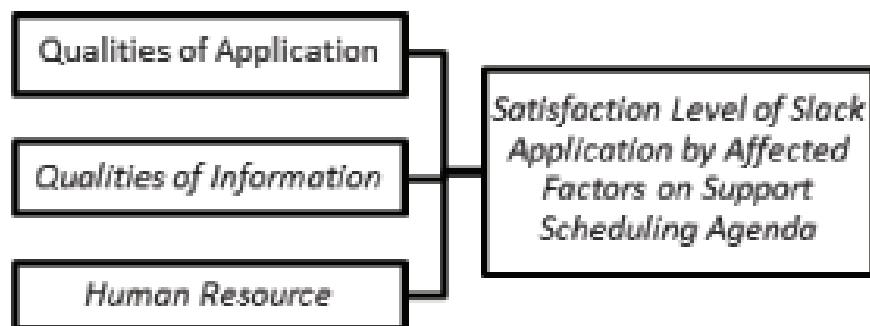 Qualities of Application
Qualities of Information
Human Resource
Satisfaction Level of Slack
Application by Affected
Factors on Support
Scheduling Agenda